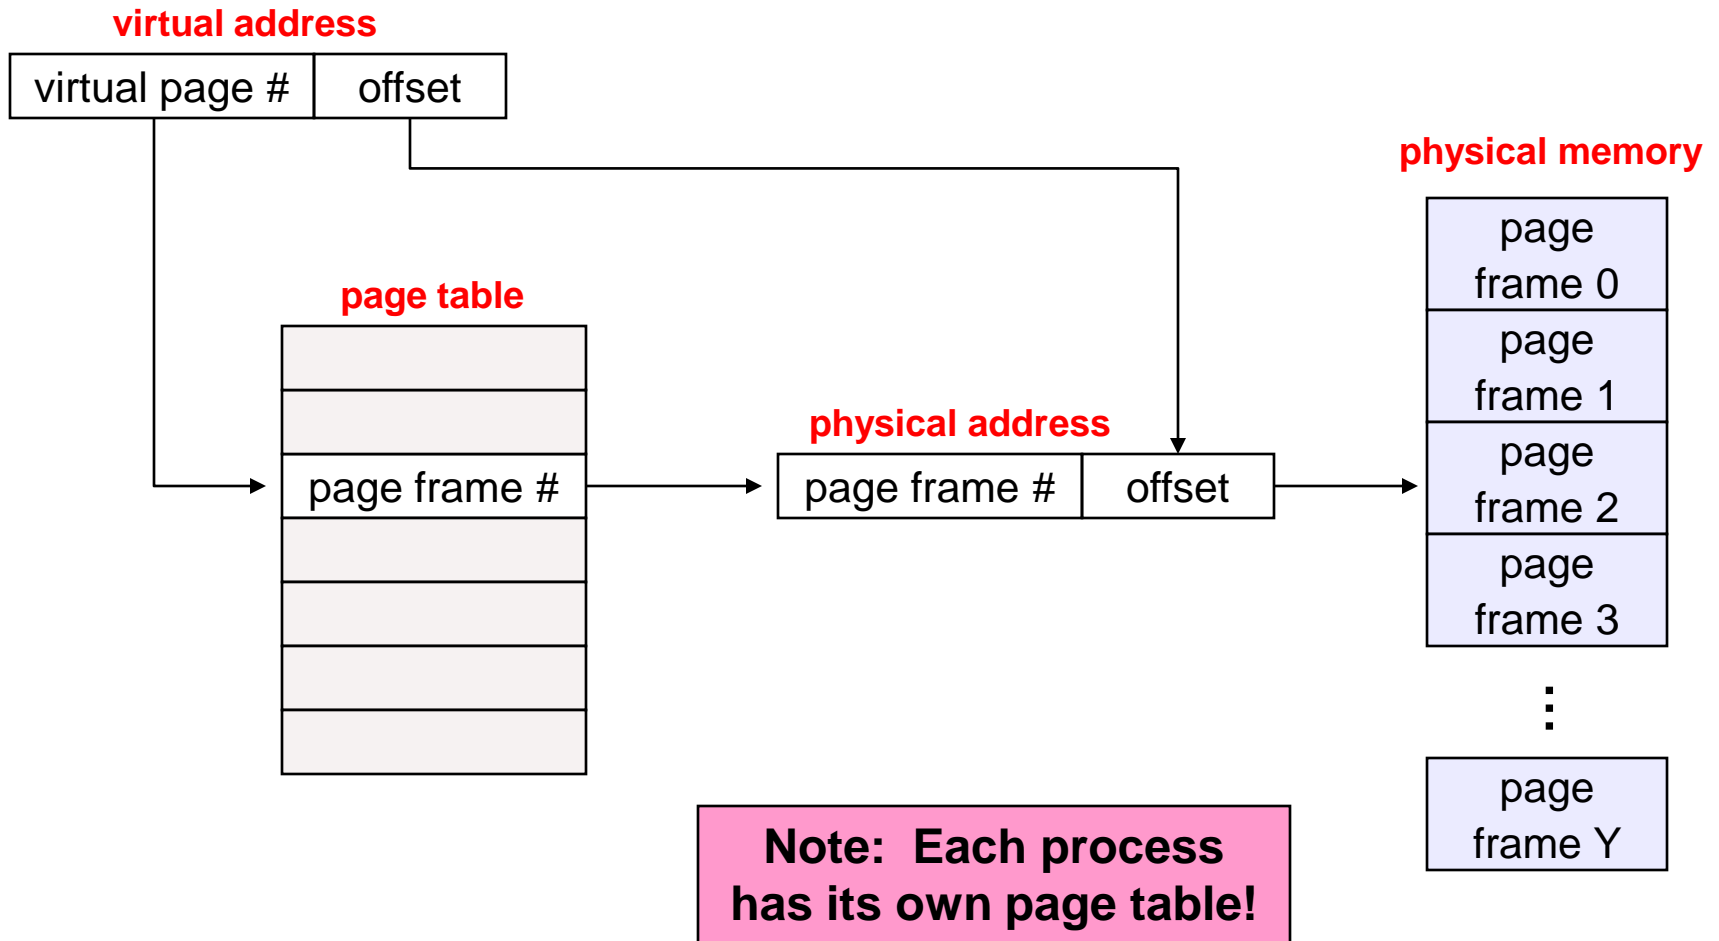 virtual address
virtual page #
offset
physical memory
page
frame 0
page
frame 1
page
frame 2
page
frame 3
⋮
page
frame Y
page table
page frame #
physical address
page frame #
offset
Note: Each process
has its own page table!